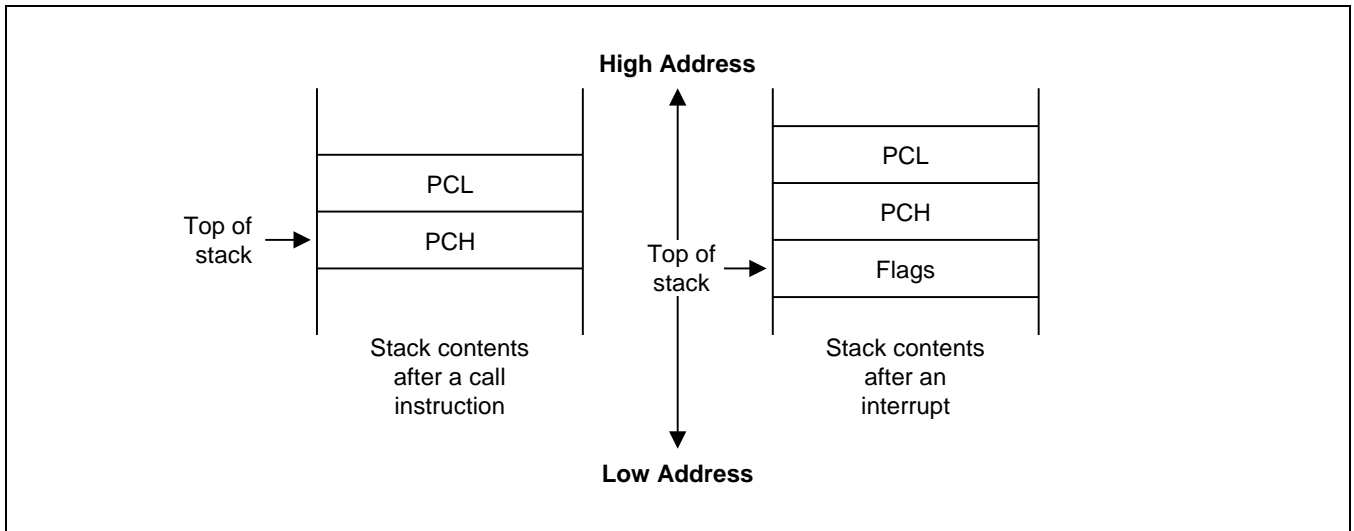 High Address
PCL
PCH
Top of
stack
Stack contents
after a call
instruction
Top of
stack
PCL
PCH
Flags
Stack contents
after an
interrupt
Low Address